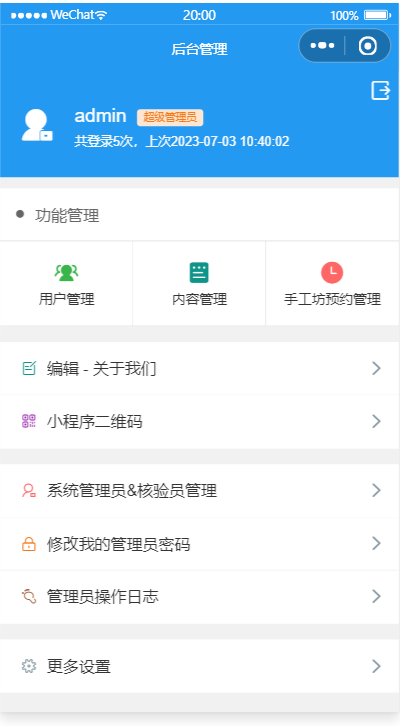 WeChat 20:00 100%
后台管理
admin 超级管理员
共登录5次，上次2023-07-03 10:40:02
功能管理
用户管理 内容管理 手工坊预约管理
编辑 - 关于我们
小程序二维码
系统管理员&核验员管理
修改我的管理员密码
管理员操作日志
更多设置